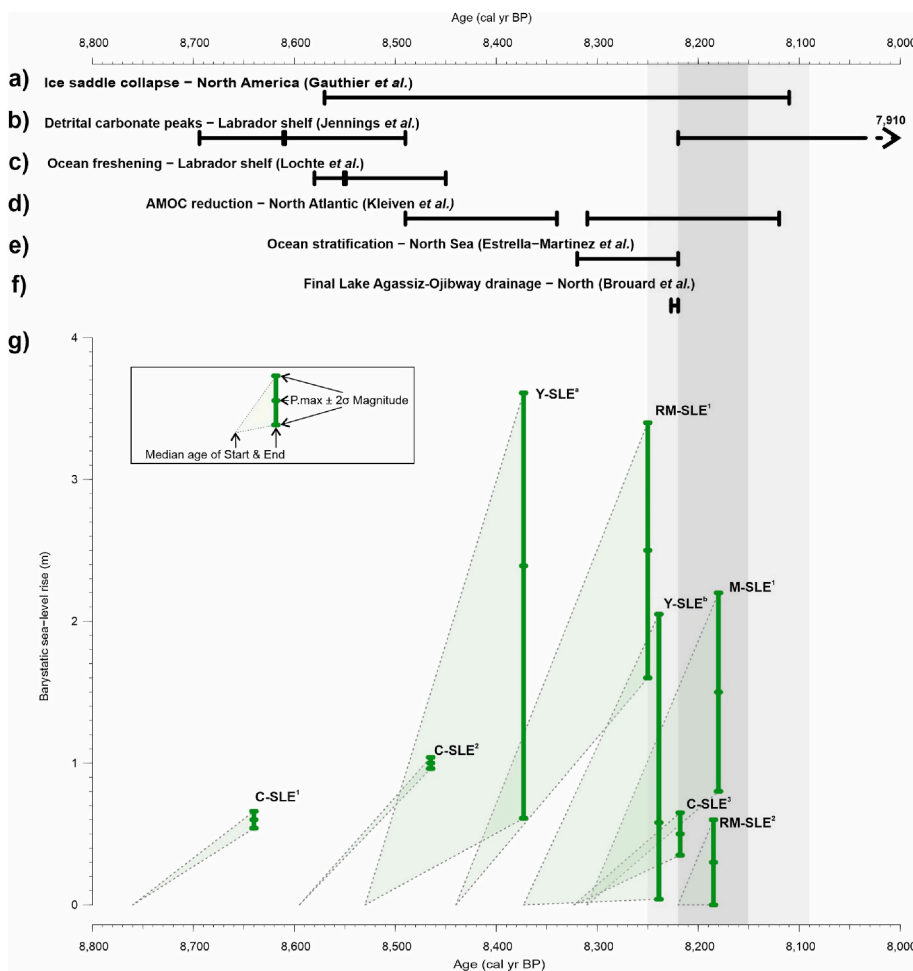 Age (cal yr BP)
8,800 8,700 8,600 8,500 8,400 8,300 8,200 8,100 8,000
a) Ice saddle collapse − North America (Gauthier et al.)
b) Detrital carbonate peaks − Labrador shelf (Jennings et al.)
7,910
c) Ocean freshening − Labrador shelf (Lochte et al.)
d) AMOC reduction − North Atlantic (Kleiven et al.)
e) Ocean stratification − North Sea (Estrella−Martinez et al.)
f) Final Lake Agassiz-Ojibway drainage − North (Brouard et al.)
g)
4
3
2
1
0
Barystatic sea−level rise (m)
P.max ± 2σ Magnitude
Median age of Start & End
Y-SLEᵃ
RM-SLE¹
Y-SLEᵇ
M-SLE¹
C-SLE²
C-SLE¹
C-SLE³
RM-SLE²
8,800 8,700 8,600 8,500 8,400 8,300 8,200 8,100 8,000
Age (cal yr BP)